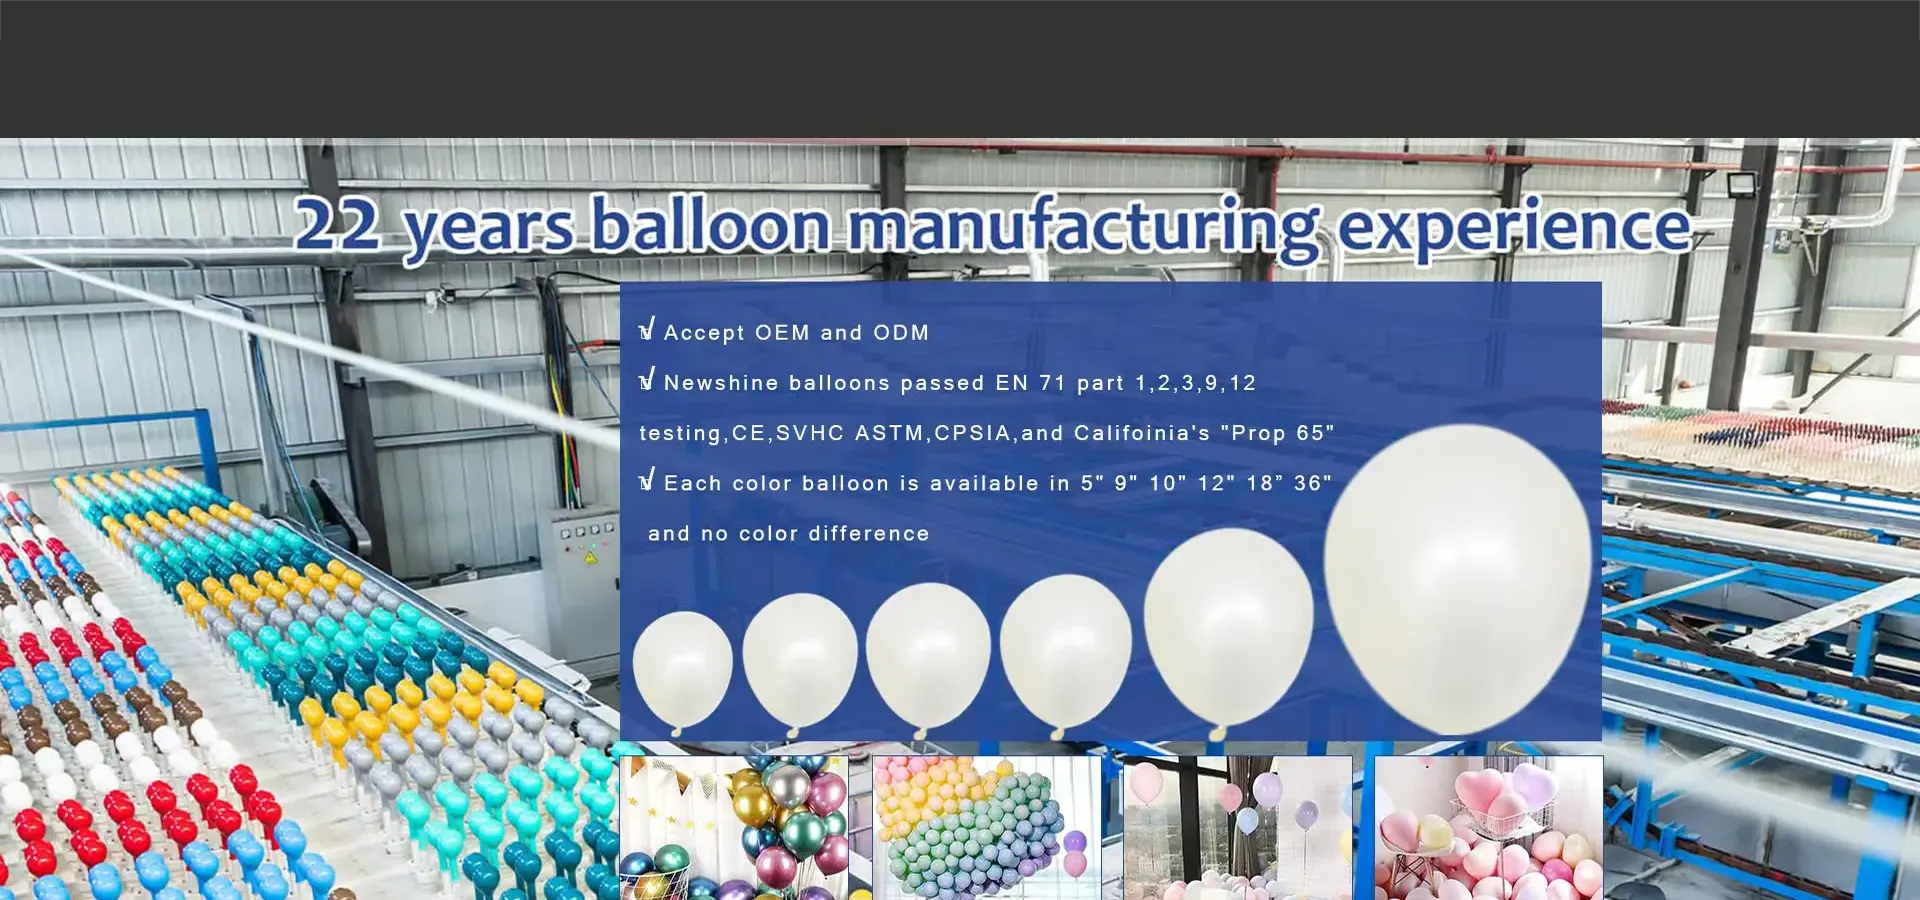 22 years balloon manufacturing experience
√ Accept OEM and ODM
√ Newshine balloons passed EN 71 part 1,2,3,9,12
testing,CE,SVHC ASTM,CPSIA,and Califoinia's "Prop 65"
√ Each color balloon is available in 5" 9" 10" 12" 18” 36"
and no color difference